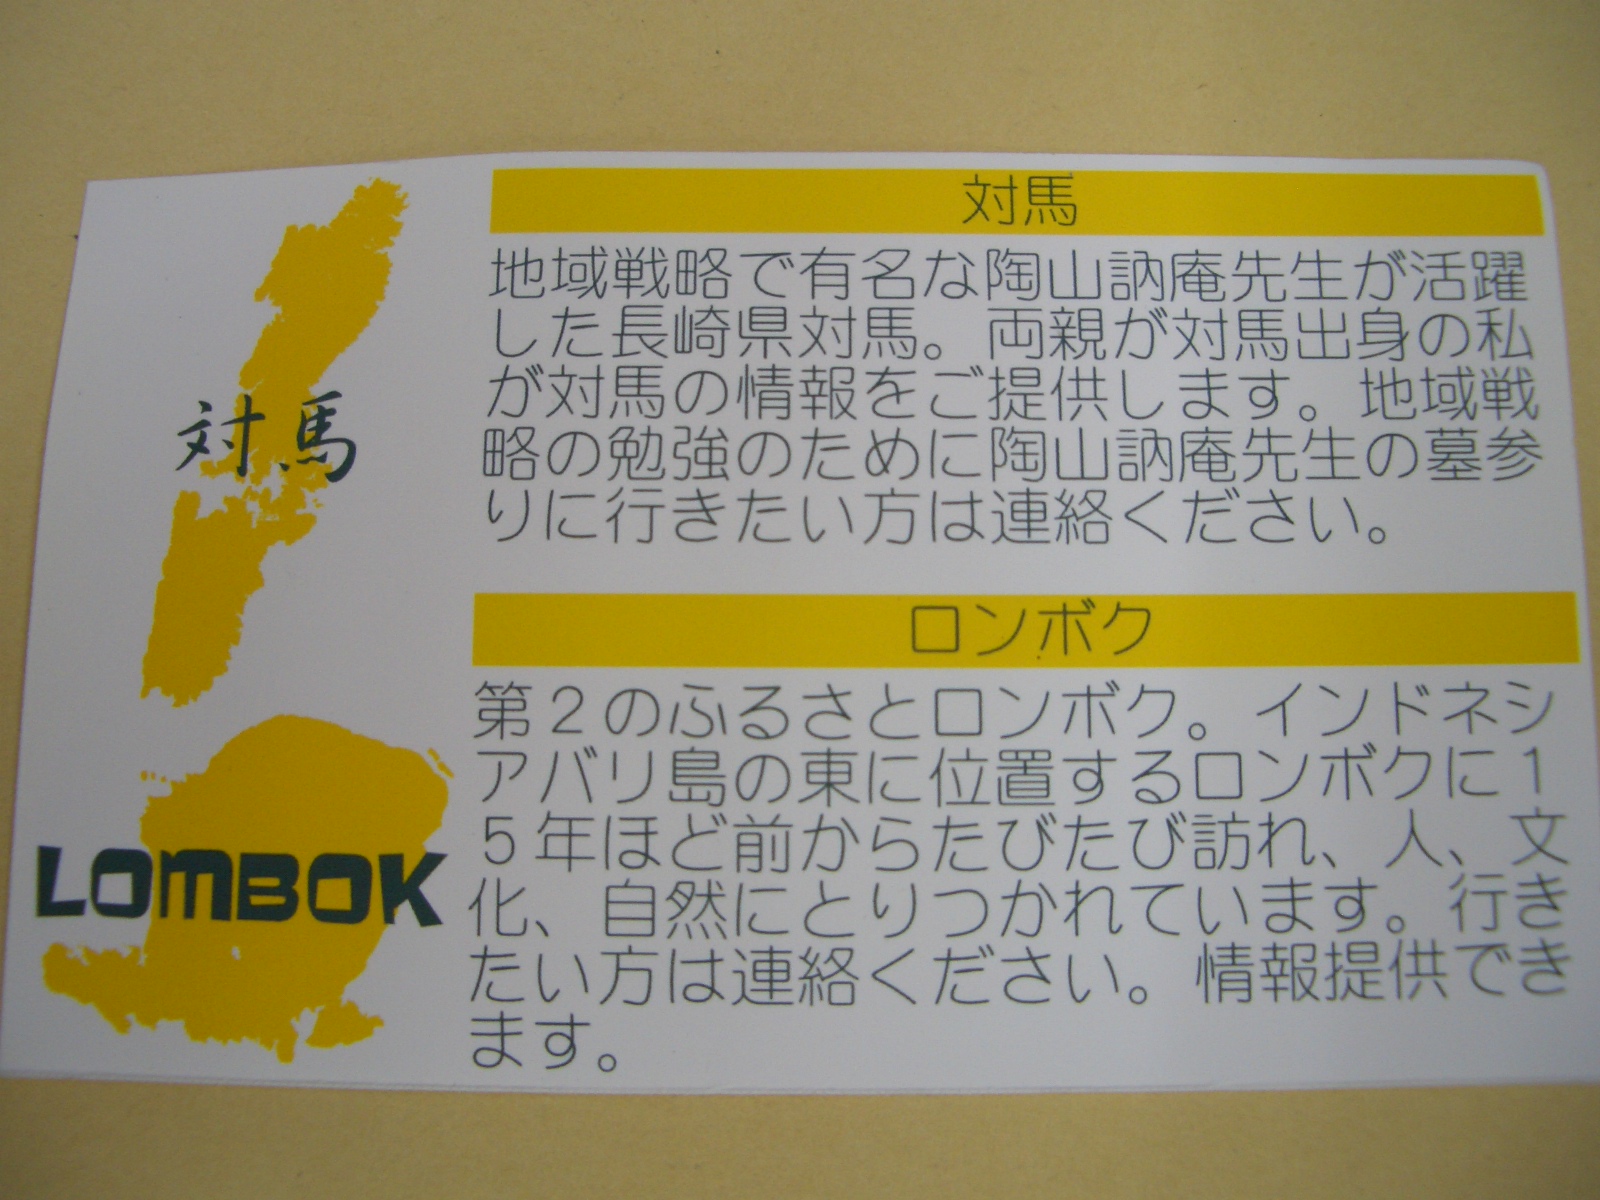 対馬
地域戦略で有名な陶山訥庵先生が活躍
した長崎県対馬。両親が対馬出身の私
が対馬の情報をご提供します。地域戦
略の勉強のために陶山訥庵先生の墓参
りに行きたい方は連絡ください。
対馬
ロンボク
第２のふるさとロンボク。インドネシ
アバリ島の東に位置するロンボクに１
５年ほど前からたびたび訪れ、人、文
化、自然にとりつかれています。行き
たい方は連絡ください。情報提供でき
ます。
LOMBOK